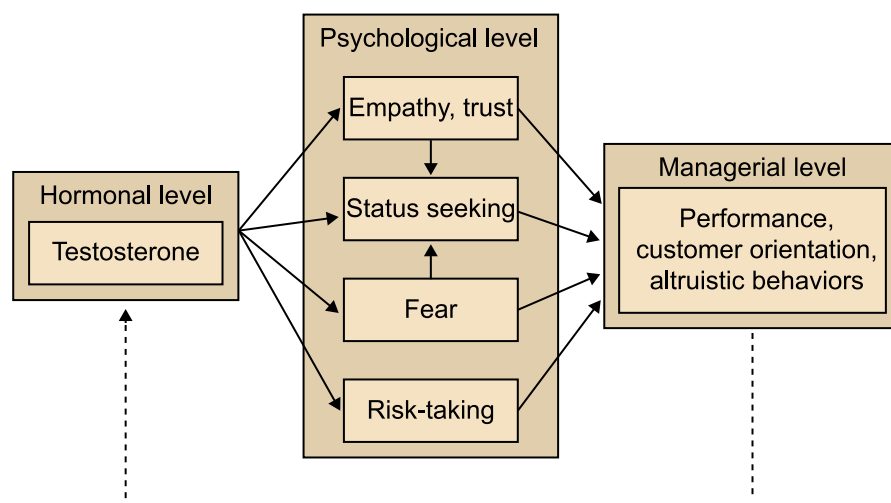 Psychological level
Empathy, trust
Status seeking
Fear
Risk-taking
Hormonal level
Testosterone
Managerial level
Performance,
customer orientation,
altruistic behaviors